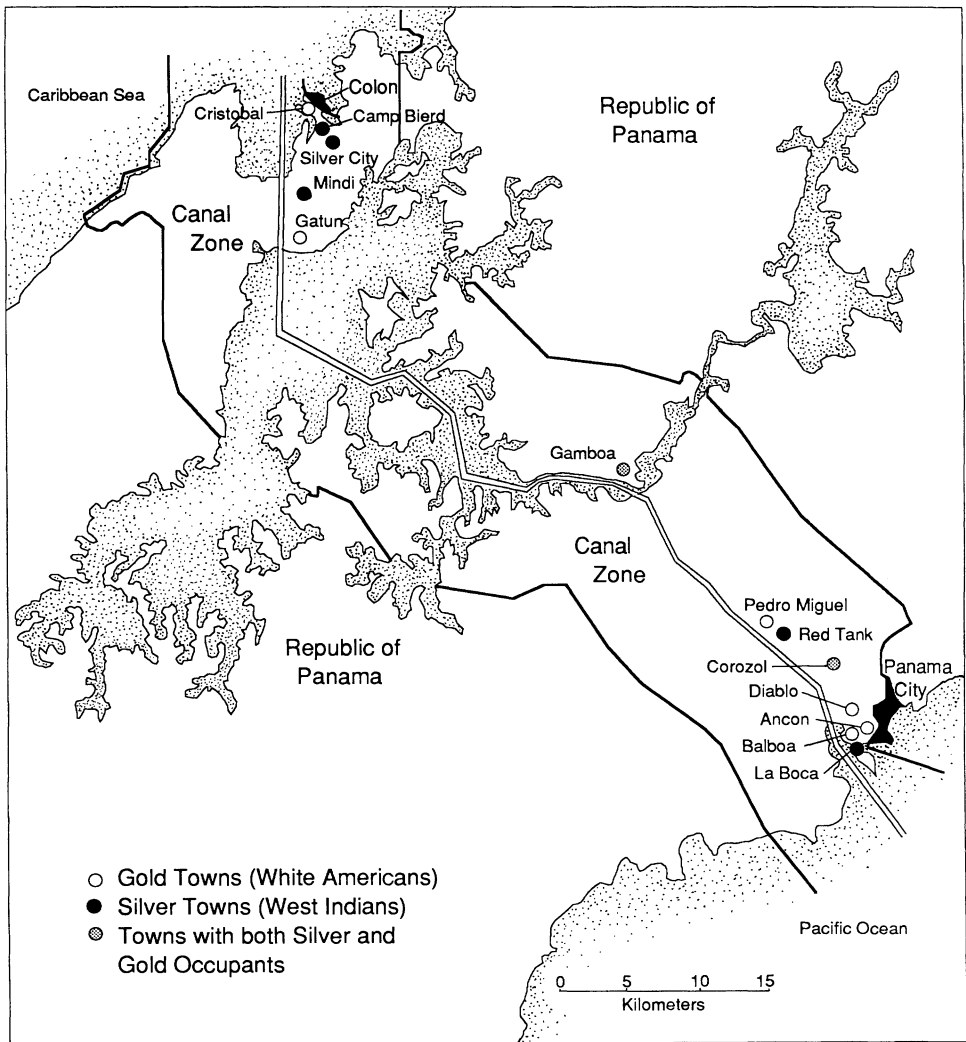 Caribbean Sea
Colon
Cristobal
Camp Bierd
Silver City
Mindi
Gatun
Canal
Zone
Republic of
Panama
Gamboa
Canal
Zone
Pedro Miguel
Red Tank
Corozol
Panama
City
Diablo
Ancon
Balboa
La Boca
Republic of
Panama
Gold Towns (White Americans)
Silver Towns (West Indians)
Towns with both Silver and
Gold Occupants
Pacific Ocean
0 5 10 15
Kilometers